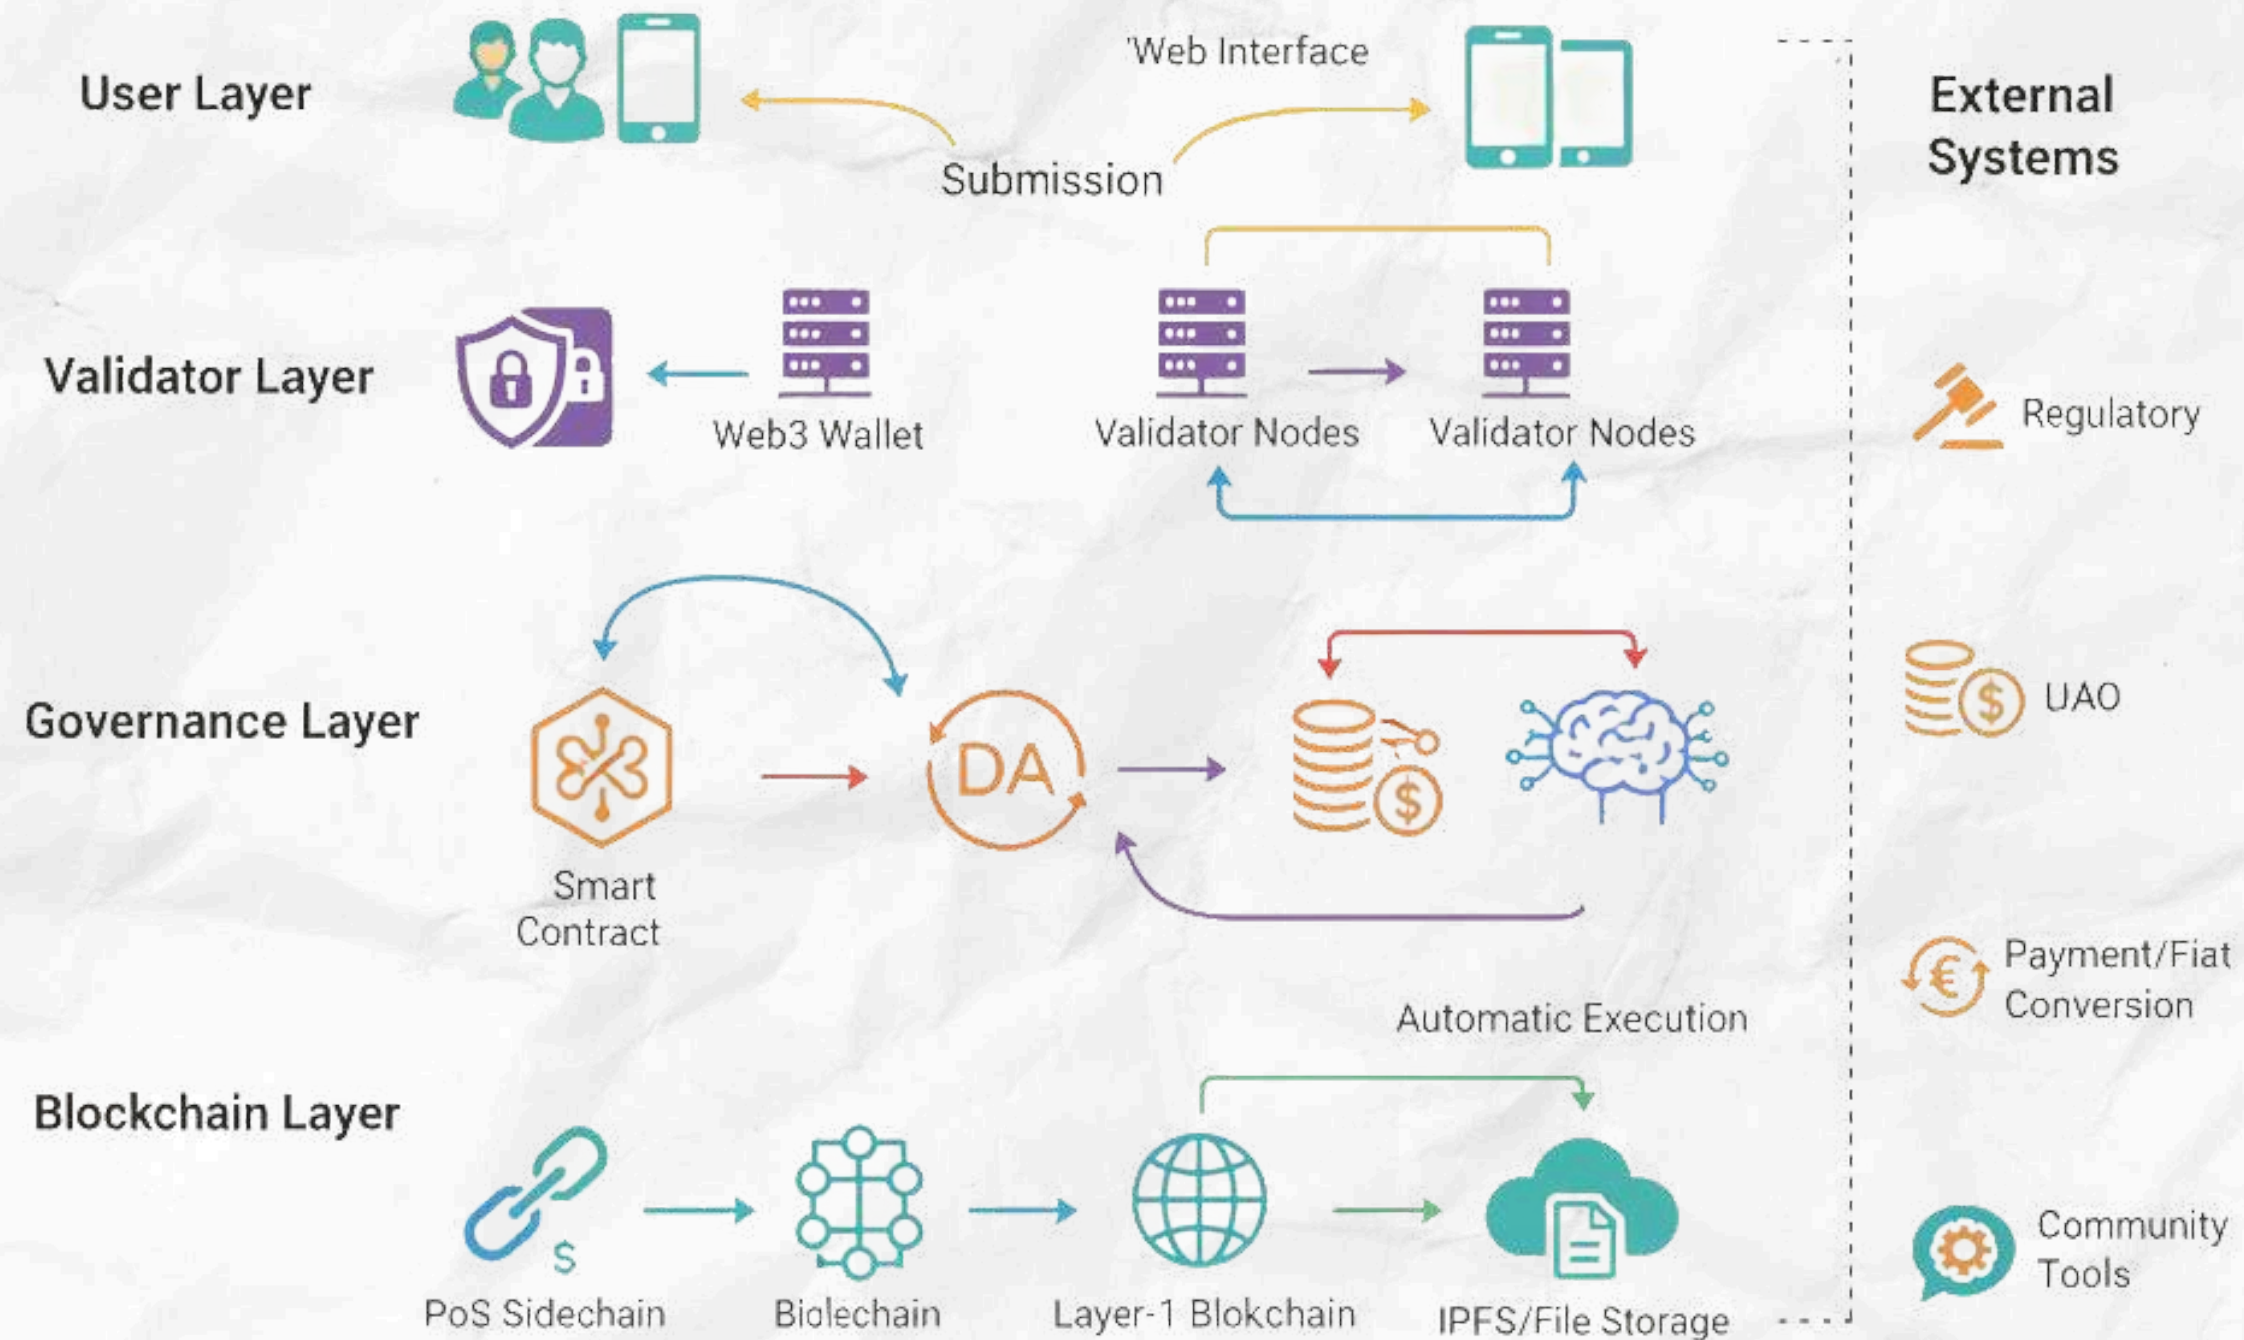 'Web Interface
User Layer
External
Systems
Submission
Validator Layer
Web3 Wallet
Validator Nodes
Validator Nodes
Regulatory
Governance Layer
DA
$
$ UAO
Smart
Contract
€
Payment/Fiat
Conversion
Automatic Execution
Blockchain Layer
$
Community
Tools
PoS Sidechain
Biolechain
Layer-1 Blokchain
IPFS/File Storage